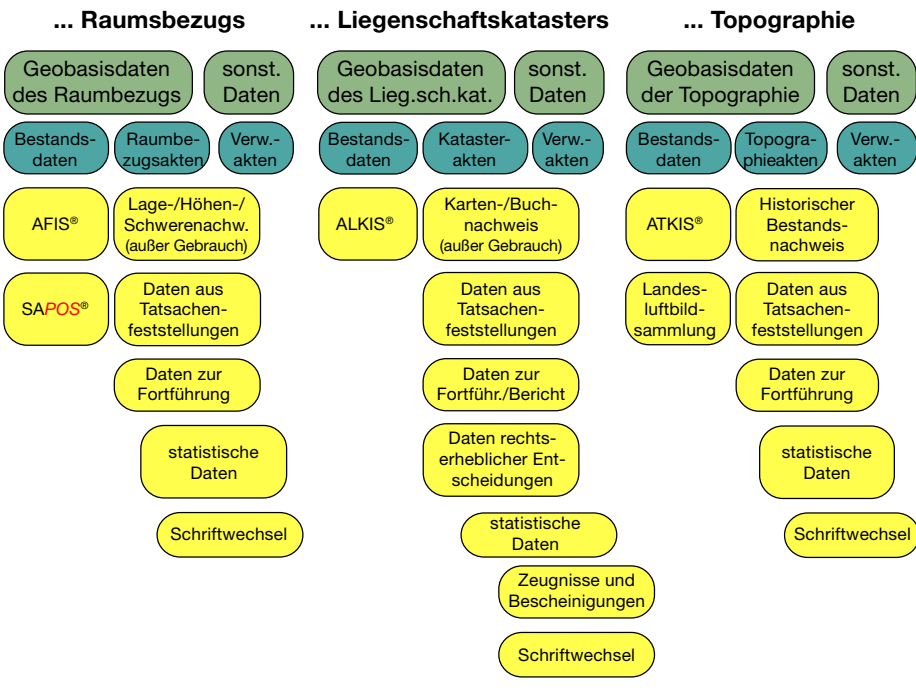 ... Raumsbezugs
Geobasisdaten
des Raumbezugs
sonst.
Daten
Bestands-
daten
Raumbe-
zugsakten
Verw.-
akten
AFIS®
Lage-/Höhen-/
Schwerenachw.
(außer Gebrauch)
SAPOS®
Daten aus
Tatsachen-
feststellungen
Daten zur
Fortführung
statistische
Daten
Schriftwechsel
... Liegenschaftskatasters
Geobasisdaten
des Lieg.sch.kat.
sonst.
Daten
Bestands-
daten
Kataster-
akten
Verw.-
akten
ALKIS®
Karten-/Buch-
nachweis
(außer Gebrauch)
Daten aus
Tatsachen-
feststellungen
Daten zur
Fortführ./Bericht
Daten rechts-
erheblicher Ent-
scheidungen
statistische
Daten
Zeugnisse und
Bescheinigungen
Schriftwechsel
... Topographie
Geobasisdaten
der Topographie
sonst.
Daten
Bestands-
daten
Topogra-
phieakten
Verw.-
akten
ATKIS®
Historischer
Bestands-
nachweis
Landes-
luftbild-
sammlung
Daten aus
Tatsachen-
feststellungen
Daten zur
Fortführung
statistische
Daten
Schriftwechsel